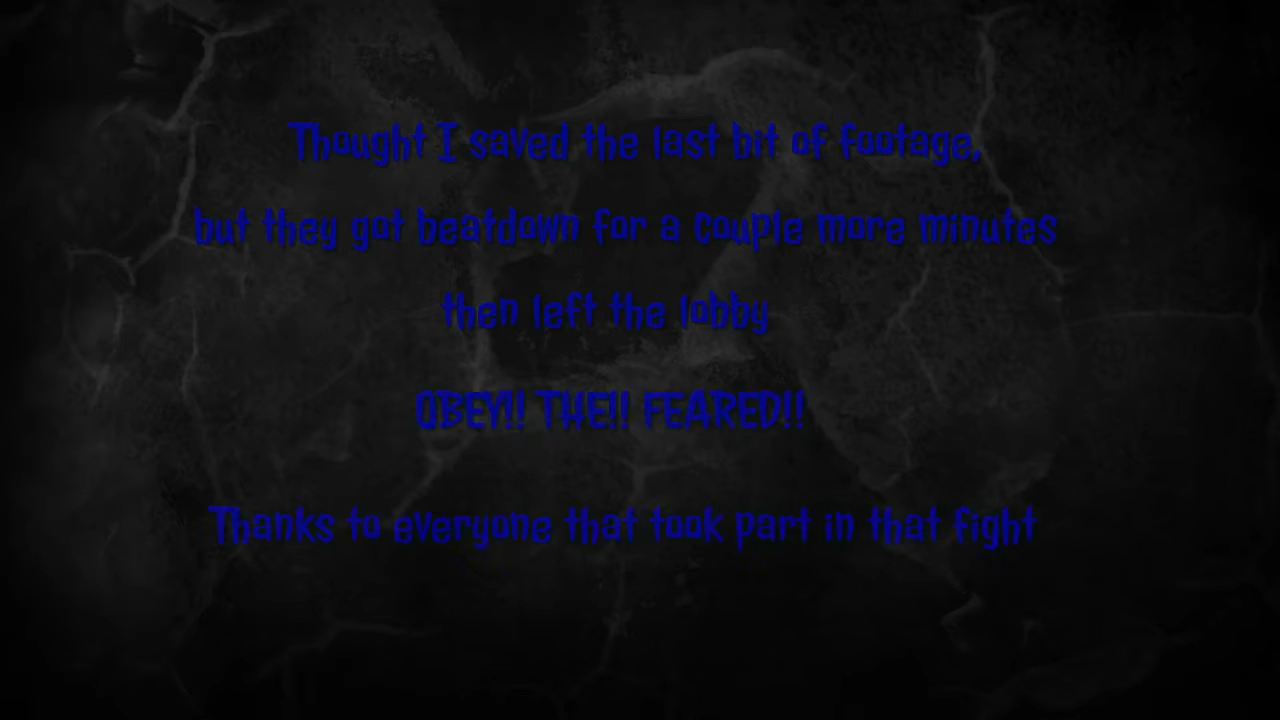 Thought I saved the last bit of footage,
but they got beatdown for a couple more minutes
then left the lobby
OBEY!! THE!! FEARED!!
Thanks to everyone that took part in that fight